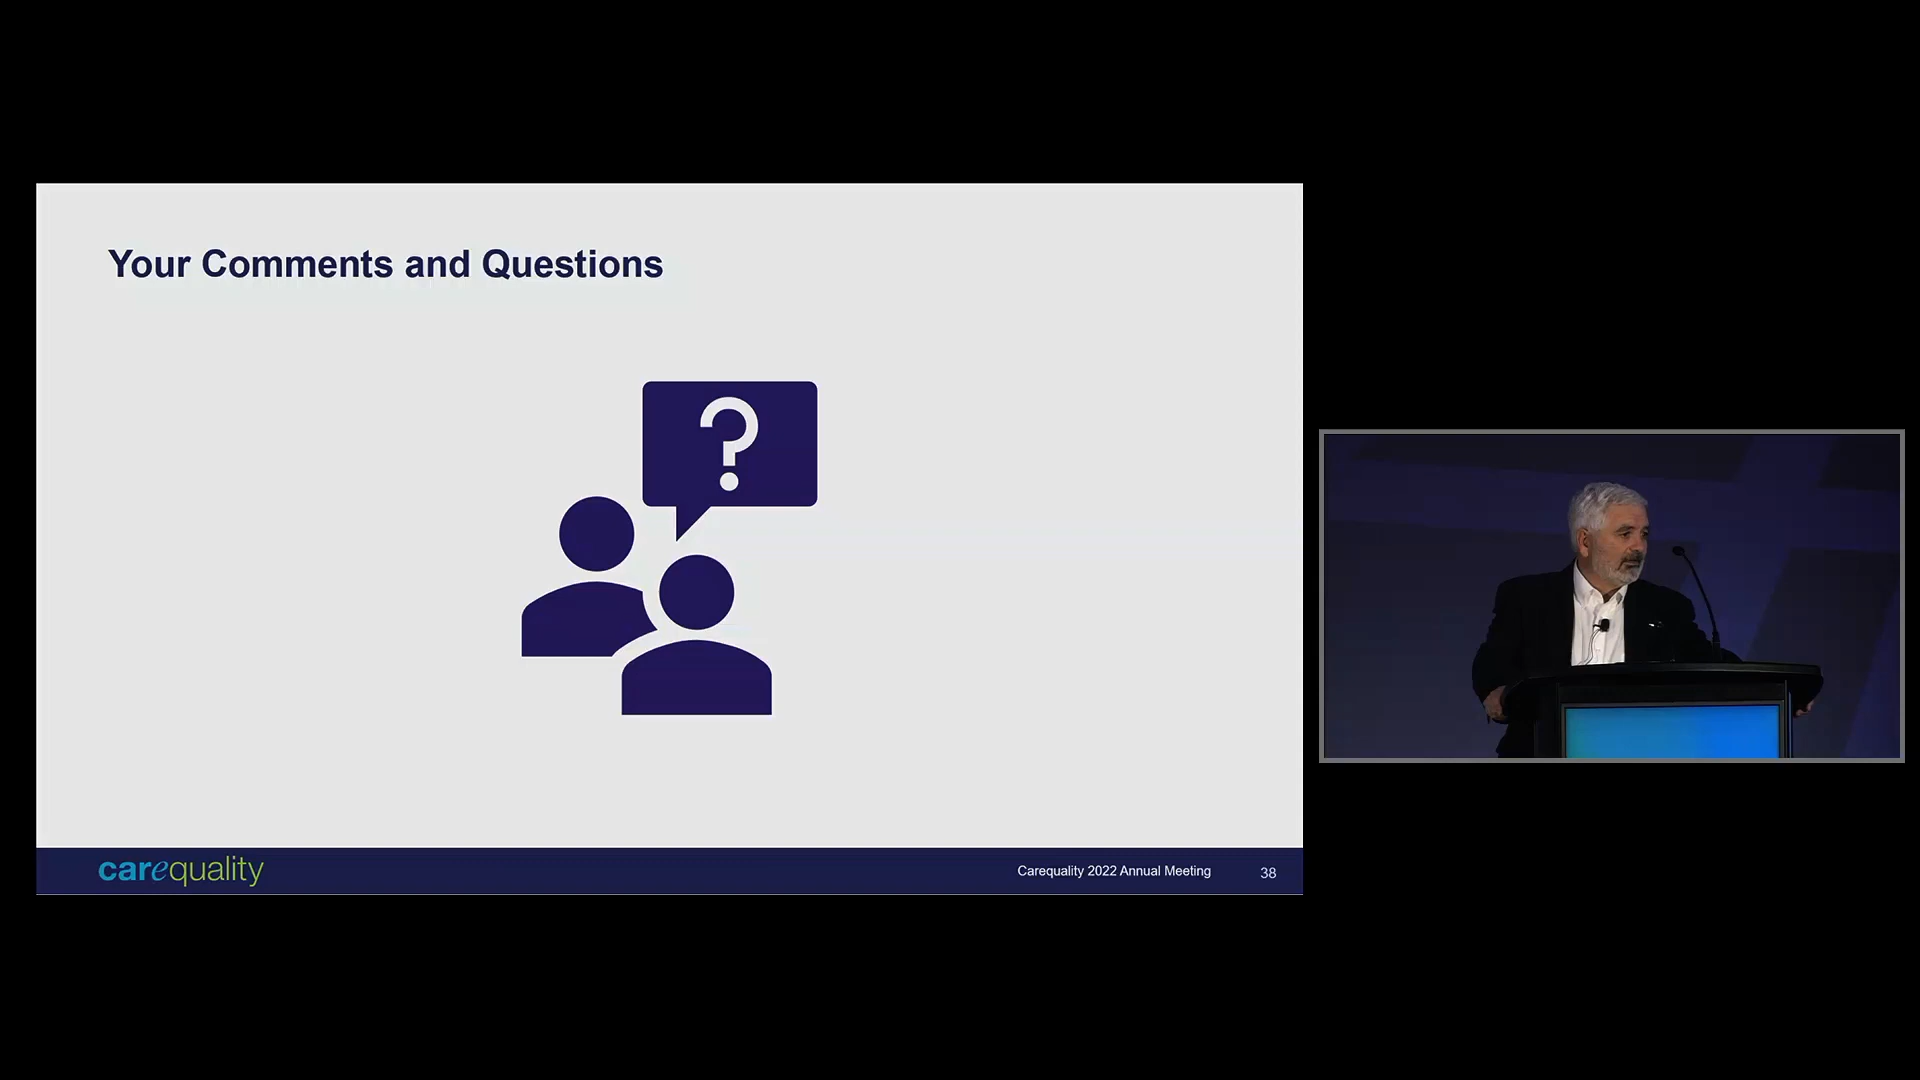 Your Comments and Questions
?
carequality
Carequality 2022 Annual Meeting
38